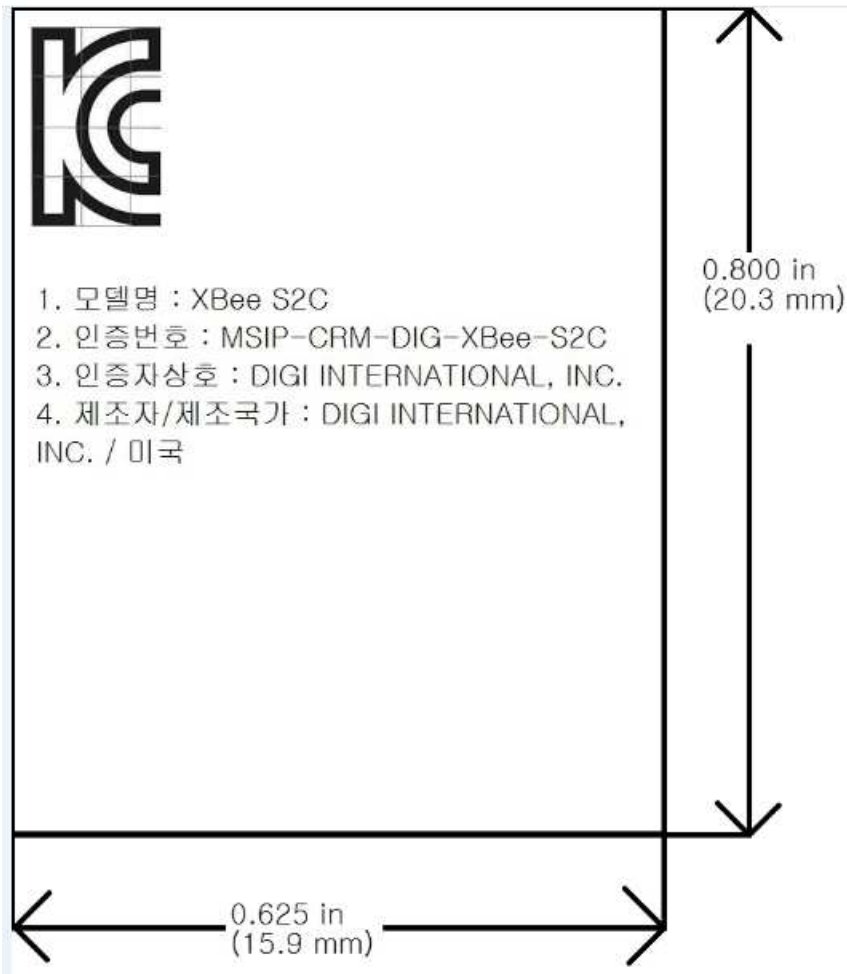 KC
1. 모델명 : XBee S2C
2. 인증번호 : MSIP-CRM-DIG-XBee-S2C
3. 인증자상호 : DIGI INTERNATIONAL, INC.
4. 제조자/제조국가 : DIGI INTERNATIONAL,
INC. / 미국
0.800 in
(20.3 mm)
0.625 in
(15.9 mm)